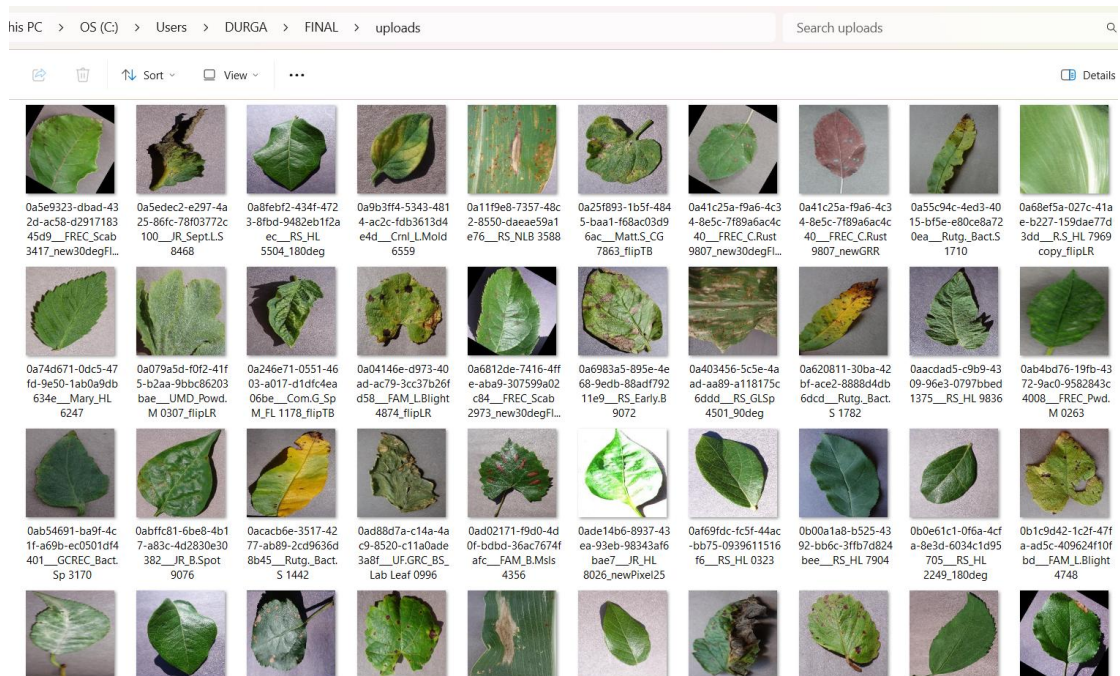 his PC > OS (C:) > Users > DURGA > FINAL > uploads
Search uploads
Sort
View
Details
0a5e9323-dbad-43
2d-ac58-d2917183
45d9___FREC_Scab
3417_new30degFl...
0a5edec2-e297-4a
25-86fc-78f03772c
100___JR_Sept.L.S
8468
0a8febf2-434f-472
3-8fbd-9482eb1f2a
ec___RS_HL
5504_180deg
0a9b3ff4-5343-481
4-ac2c-fdb3613d4
e4d___Crnl_L.Mold
6559
0a11f9e8-7357-48c
2-8550-daeae59a1
e76___RS_NLB 3588
0a25f893-1b5f-484
5-baa1-f68ac03d9
6ac___Matt.S_CG
7863_flipTB
0a41c25a-f9a6-4c3
4-8e5c-7f89a6ac4c
40___FREC_C.Rust
9807_new30degFl...
0a41c25a-f9a6-4c3
4-8e5c-7f89a6ac4c
40___FREC_C.Rust
9807_newGRR
0a55c94c-4ed3-40
15-bf5e-e80ce8a72
0ea___Rutg._Bact.S
1710
0a68ef5a-027c-41a
e-b227-159dae77d
3dd___R.S_HL 7969
copy_flipLR
0a74d671-0dc5-47
fd-9e50-1ab0a9db
634e___Mary_HL
6247
0a079a5d-f0f2-41f
5-b2aa-9bbc86203
bae___UMD_Powd.
M 0307_flipLR
0a246e71-0551-46
03-a017-d1dfc4ea
06be___Com.G_Sp
M_FL 1178_flipTB
0a04146e-d973-40
ad-ac79-3cc37b26f
d58___FAM_L.Blight
4874_flipLR
0a6812de-7416-4ff
e-aba9-307599a02
c84___FREC_Scab
2973_new30degFl...
0a6983a5-895e-4e
68-9edb-88adf792
11e9___RS_Early.B
9072
0a403456-5c5e-4a
ad-aa89-a118175c
6ddd___RS_GLSp
4501_90deg
0a620811-30ba-42
bf-ace2-8888d4db
6dcd___Rutg._Bact.
S 1782
0aacdad5-c9b9-43
09-96e3-0797bbed
1375___RS_HL 9836
0ab4bd76-19fb-43
72-9ac0-9582843c
4008___FREC_Pwd.
M 0263
0ab54691-ba9f-4c
1f-a69b-ec0501df4
401___GCREC_Bact.
Sp 3170
0abffc81-6be8-4b1
7-a83c-4d2830e30
382___JR_B.Spot
9076
0acacb6e-3517-42
77-ab89-2cd9636d
8b45___Rutg._Bact.
S 1442
0ad88d7a-c14a-4a
c9-8520-c11a0ade
3a8f___UF.GRC_BS_
Lab Leaf 0996
0ad02171-f9d0-4d
0f-bdbd-36ac7674f
afc___FAM_B.Msls
4356
0ade14b6-8937-43
ea-93eb-98343af6
bae7___JR_HL
8026_newPixel25
0af69fdc-fc5f-44ac
-bb75-0939611516
f6___RS_HL 0323
0b00a1a8-b525-43
92-bb6c-3ffb7d824
bee___RS_HL 7904
0b0e61c1-0f6a-4cf
a-8e3d-6034c1d95
705___RS_HL
2249_180deg
0b1c9d42-1c2f-47f
a-ad5c-409624f10f
bd___FAM_L.Blight
4748